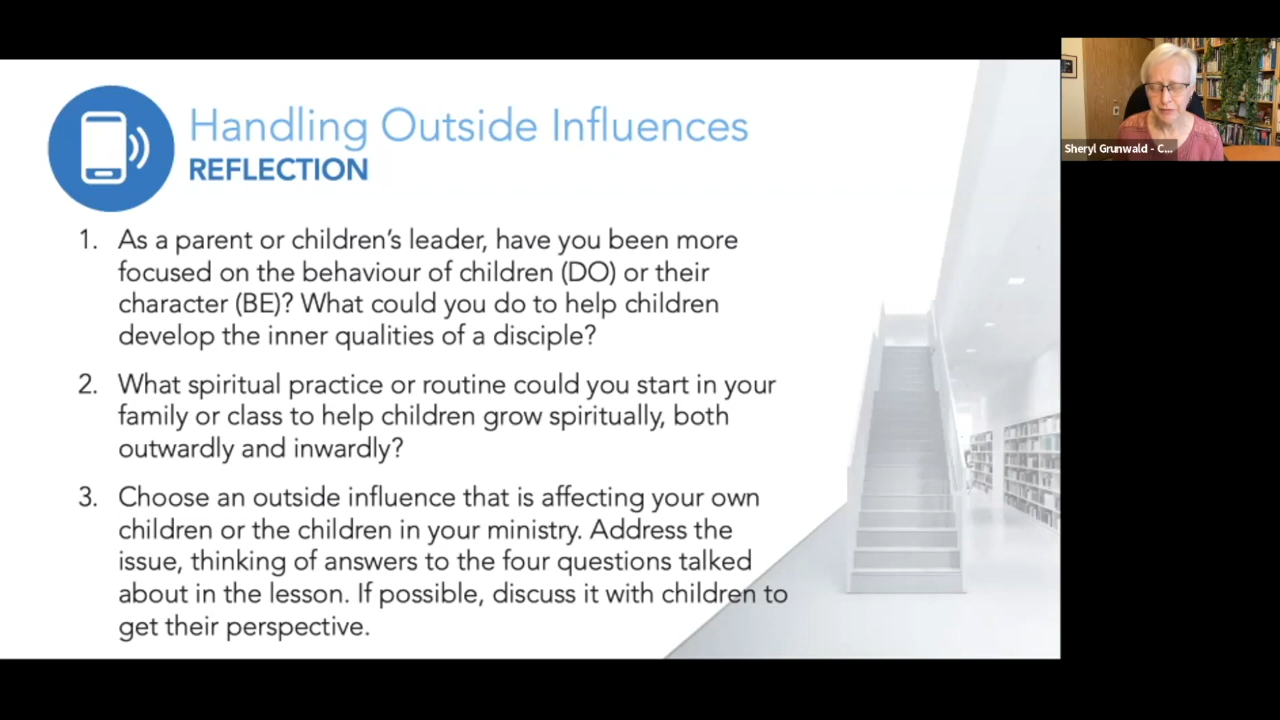 Handling Outside Influences
REFLECTION
1. As a parent or children's leader, have you been more
focused on the behaviour of children (DO) or their
character (BE)? What could you do to help children
develop the inner qualities of a disciple?
2. What spiritual practice or routine could you start in your
family or class to help children grow spiritually, both
outwardly and inwardly?
3. Choose an outside influence that is affecting your own
children or the children in your ministry. Address the
issue, thinking of answers to the four questions talked
about in the lesson. If possible, discuss it with children to
get their perspective.
Sheryl Grunwald - C...